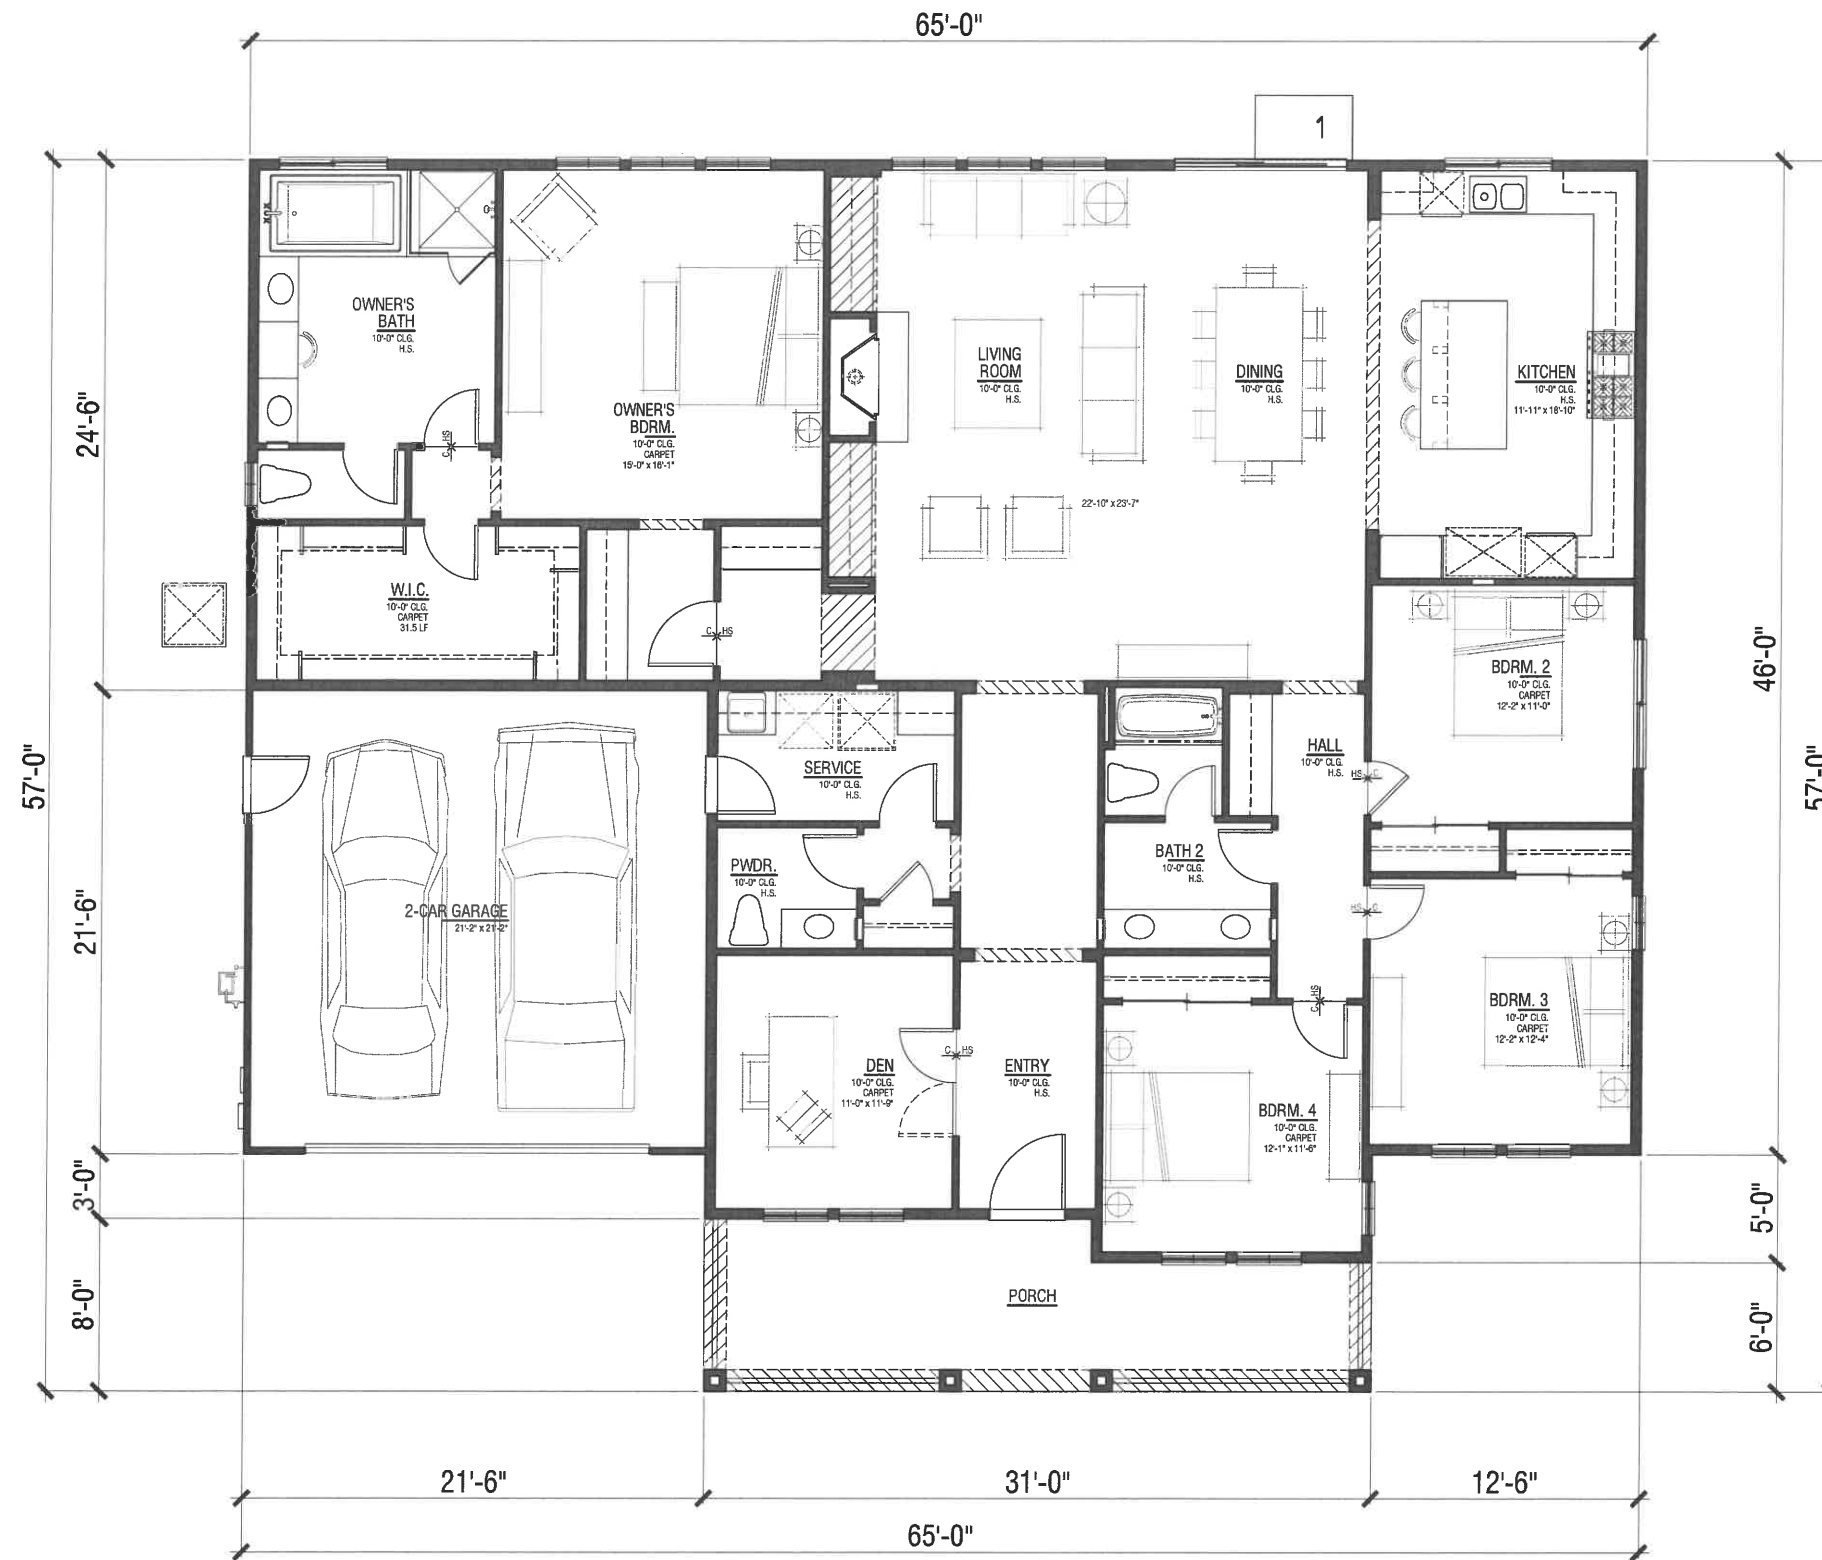 65'-0"
1
OWNER'S
BATH
10'-0" CLG.
H.S.
OWNER'S
BDRM.
10'-0" CLG.
CARPET
15'-0" x 16'-1"
LIVING
ROOM
10'-0" CLG.
H.S.
DINING
10'-0" CLG.
H.S.
KITCHEN
10'-0" CLG.
H.S.
11'-11" x 18'-10"
24'-6"
C HS
22'-10" x 23'-7"
W.I.C.
10'-0" CLG.
CARPET
31.5 LF
C HS
BDRM. 2
10'-0" CLG.
CARPET
12'-2" x 11'-0"
46'-0"
57'-0"
57'-0"
SERVICE
10'-0" CLG.
H.S.
HALL
10'-0" CLG.
H.S.
HS C
PWDR.
10'-0" CLG.
H.S.
BATH 2
10'-0" CLG.
H.S.
21'-6"
2-CAR GARAGE
21'-2" x 21'-2"
HS C
BDRM. 3
10'-0" CLG.
CARPET
12'-2" x 12'-4"
C HS
DEN
10'-0" CLG.
CARPET
11'-0" x 11'-9"
C HS
ENTRY
10'-0" CLG.
H.S.
BDRM. 4
10'-0" CLG.
CARPET
12'-1" x 11'-6"
3'-0"
5'-0"
8'-0"
PORCH
6'-0"
21'-6"
31'-0"
12'-6"
65'-0"